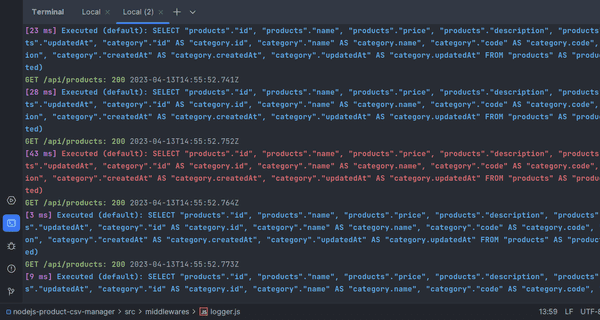 Terminal Local × Local (2) × + ⌄
[23 ms] Executed (default): SELECT "products"."id", "products"."name", "products"."price", "products"."description", "products
ts"."updatedAt", "category"."id" AS "category.id, "category"."name" AS "category.name, "category"."code" AS "category.code,
ion", "category"."createdAt" AS "category.createdAt, "category"."updatedAt" AS "category.updatedAt FROM "products" AS "produc
ted)
GET /api/products: 200 2023-04-13T14:55:52.741Z
[28 ms] Executed (default): SELECT "products"."id", "products"."name", "products"."price", "products"."description", "products
ts"."updatedAt", "category"."id" AS "category.id, "category"."name" AS "category.name, "category"."code" AS "category.code,
ion", "category"."createdAt" AS "category.createdAt, "category"."updatedAt" AS "category.updatedAt FROM "products" AS "produc
ted)
GET /api/products: 200 2023-04-13T14:55:52.752Z
[43 ms] Executed (default): SELECT "products"."id", "products"."name", "products"."price", "products"."description", "products
ts"."updatedAt", "category"."id" AS "category.id, "category"."name" AS "category.name, "category"."code" AS "category.code,
ion", "category"."createdAt" AS "category.createdAt, "category"."updatedAt" AS "category.updatedAt FROM "products" AS "produc
ted)
GET /api/products: 200 2023-04-13T14:55:52.764Z
[3 ms] Executed (default): SELECT "products"."id", "products"."name", "products"."price", "products"."description", "products
s"."updatedAt", "category"."id" AS "category.id, "category"."name" AS "category.name, "category"."code" AS "category.code,
on", "category"."createdAt" AS "category.createdAt, "category"."updatedAt" AS "category.updatedAt FROM "products" AS "produc
ed)
GET /api/products: 200 2023-04-13T14:55:52.773Z
[9 ms] Executed (default): SELECT "products"."id", "products"."name", "products"."price", "products"."description", "products
s"."updatedAt", "category"."id" AS "category.id, "category"."name" AS "category.name, "category"."code" AS "category.code,
nodejs-product-csv-manager > src > middlewares > logger.js 13:59 LF UTF-8